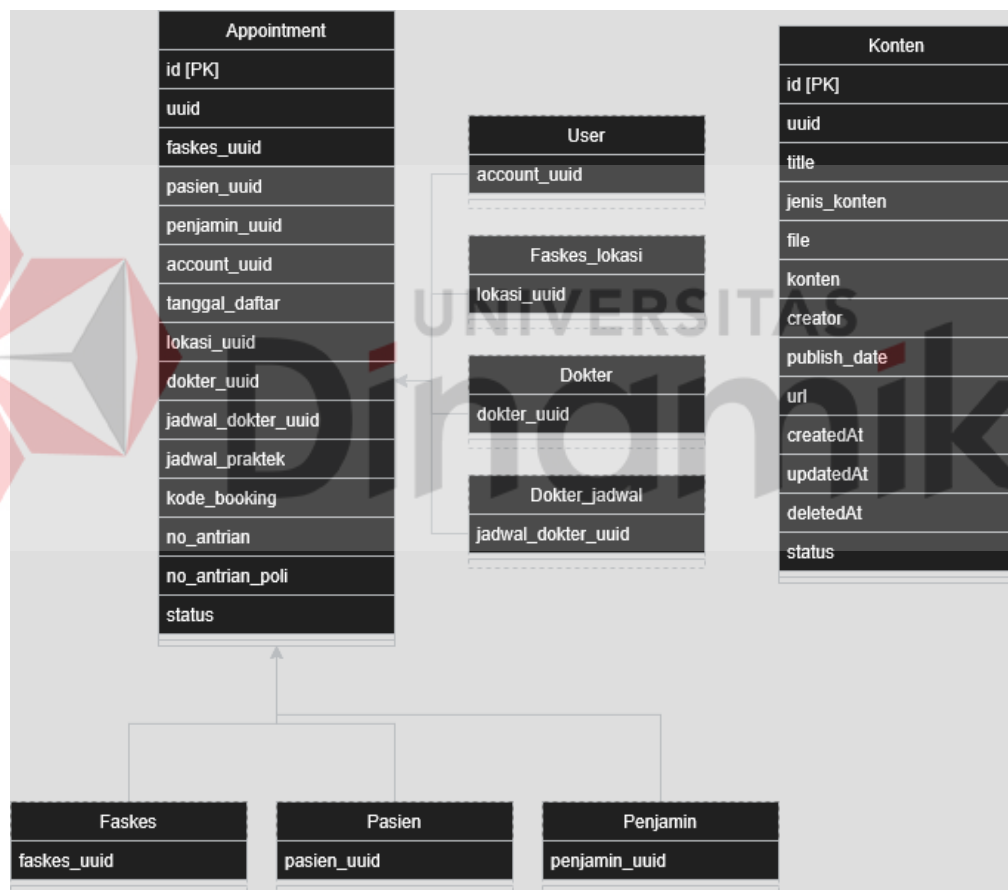 Appointment
id [PK]
uuid
faskes_uuid
pasien_uuid
penjamin_uuid
account_uuid
tanggal_daftar
lokasi_uuid
dokter_uuid
jadwal_dokter_uuid
jadwal_praktek
kode_booking
no_antrian
no_antrian_poli
status
User
account_uuid
Faskes_lokasi
lokasi_uuid
Dokter
dokter_uuid
Dokter_jadwal
jadwal_dokter_uuid
Konten
id [PK]
uuid
title
jenis_konten
file
konten
creator
publish_date
url
createdAt
updatedAt
deletedAt
status
UNIVERSITAS
Dinamik
Faskes
faskes_uuid
Pasien
pasien_uuid
Penjamin
penjamin_uuid